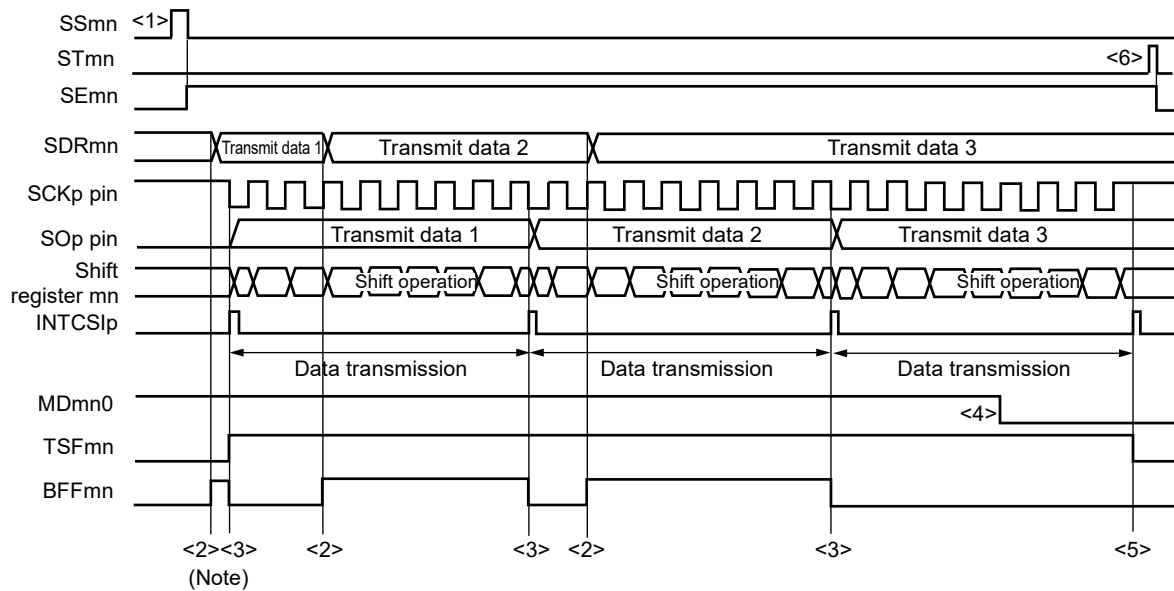 SSmn <1>
STmn <6>
SEmn
SDRmn Transmit data 1 Transmit data 2 Transmit data 3
SCKp pin
SOp pin Transmit data 1 Transmit data 2 Transmit data 3
Shift
register mn Shift operation Shift operation Shift operation
INTCSIp
Data transmission Data transmission Data transmission
MDmn0 <4>
TSFmn
BFFmn
<2> <3> <2> <3> <2> <3> <5>
(Note)